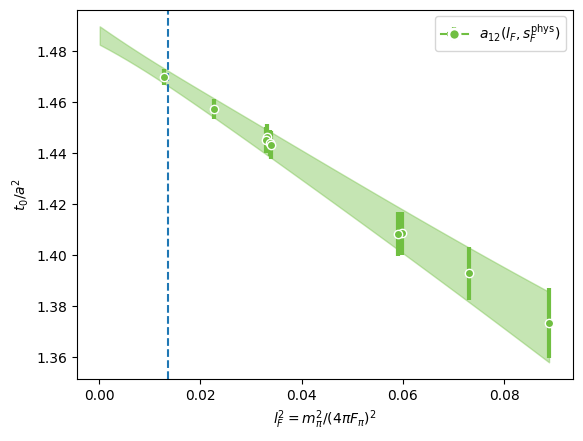 a₁₂(l_F, s_F^phys)
t₀/a²
1.48
1.46
1.44
1.42
1.40
1.38
1.36
0.00 0.02 0.04 0.06 0.08
l_F² = m_π²/(4πF_π)²